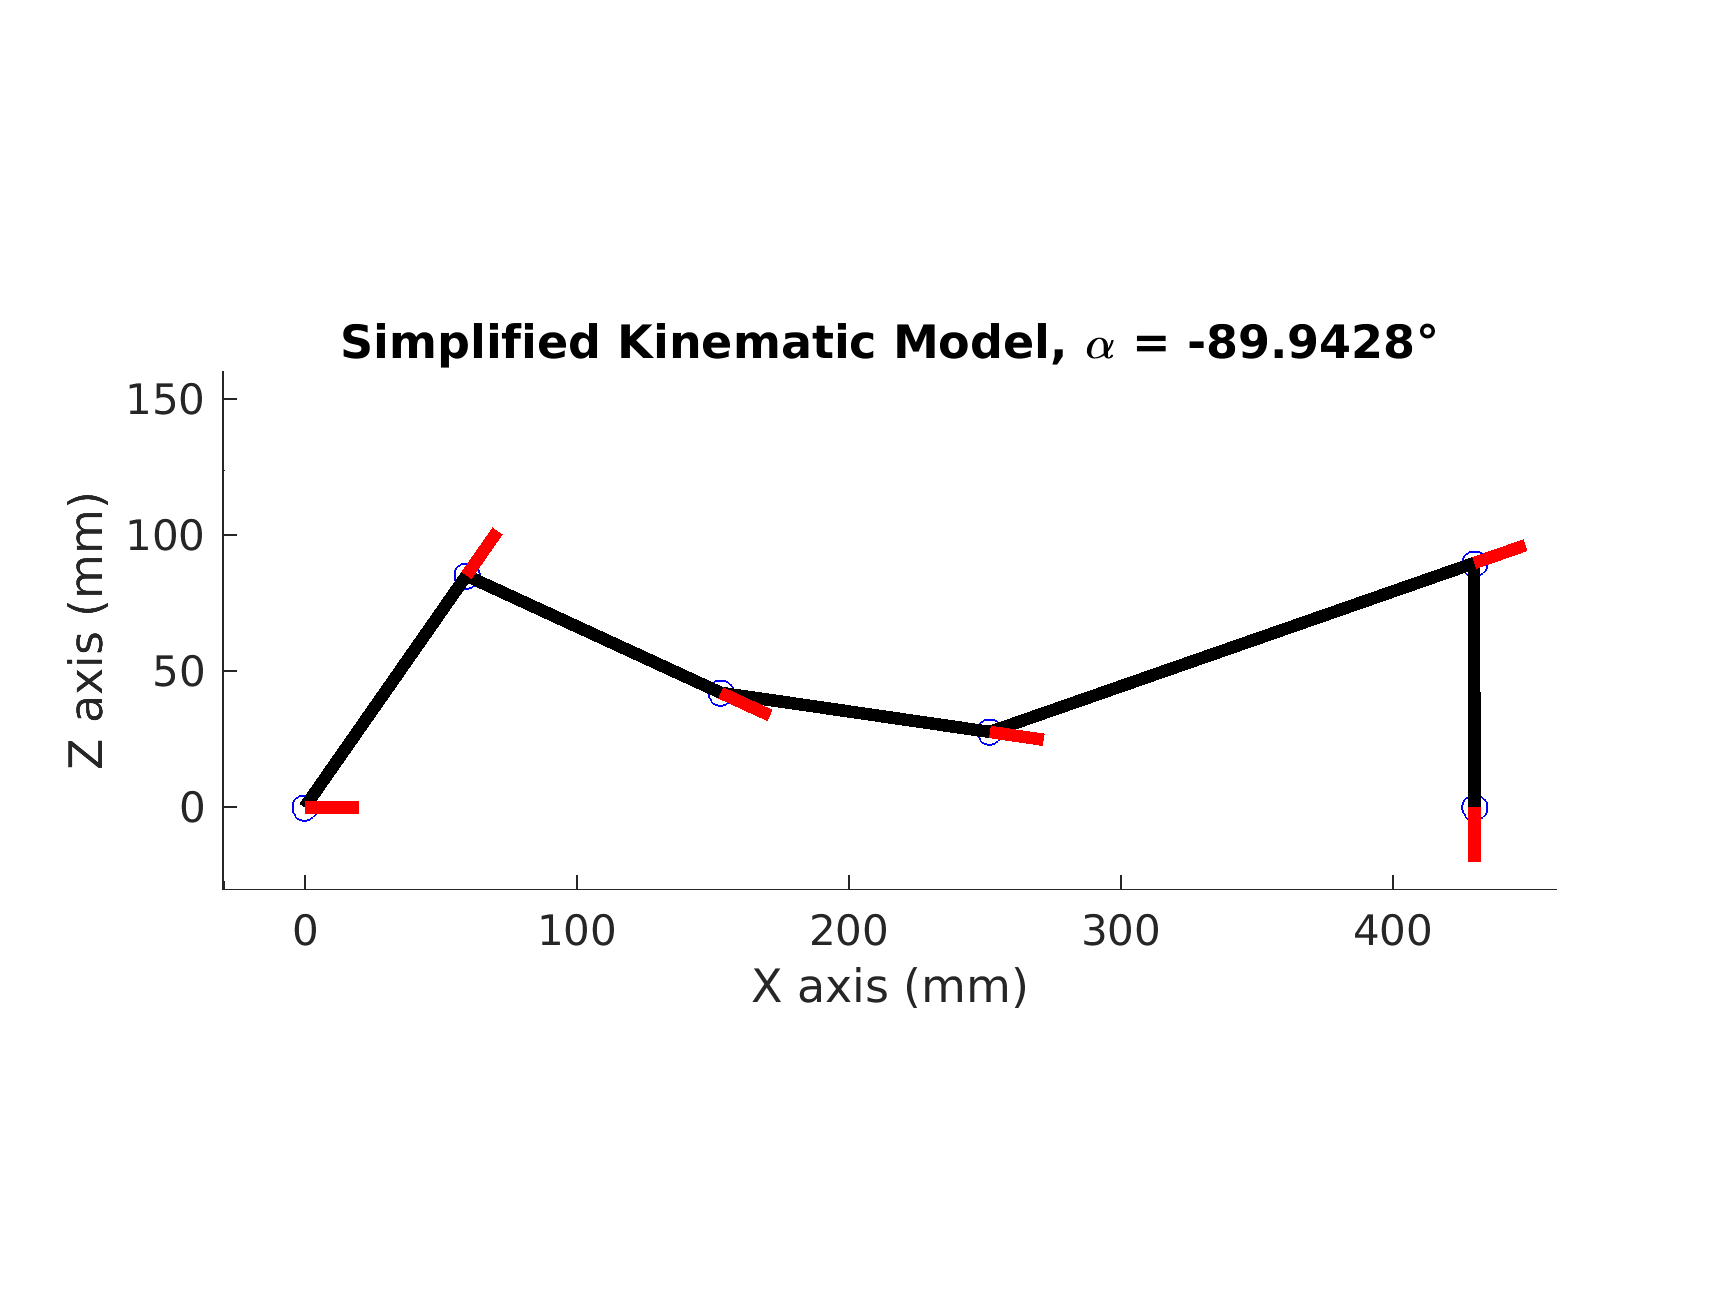 Simplified Kinematic Model, α = -89.9428°
150
100
50
0
Z axis (mm)
0 100 200 300 400
X axis (mm)